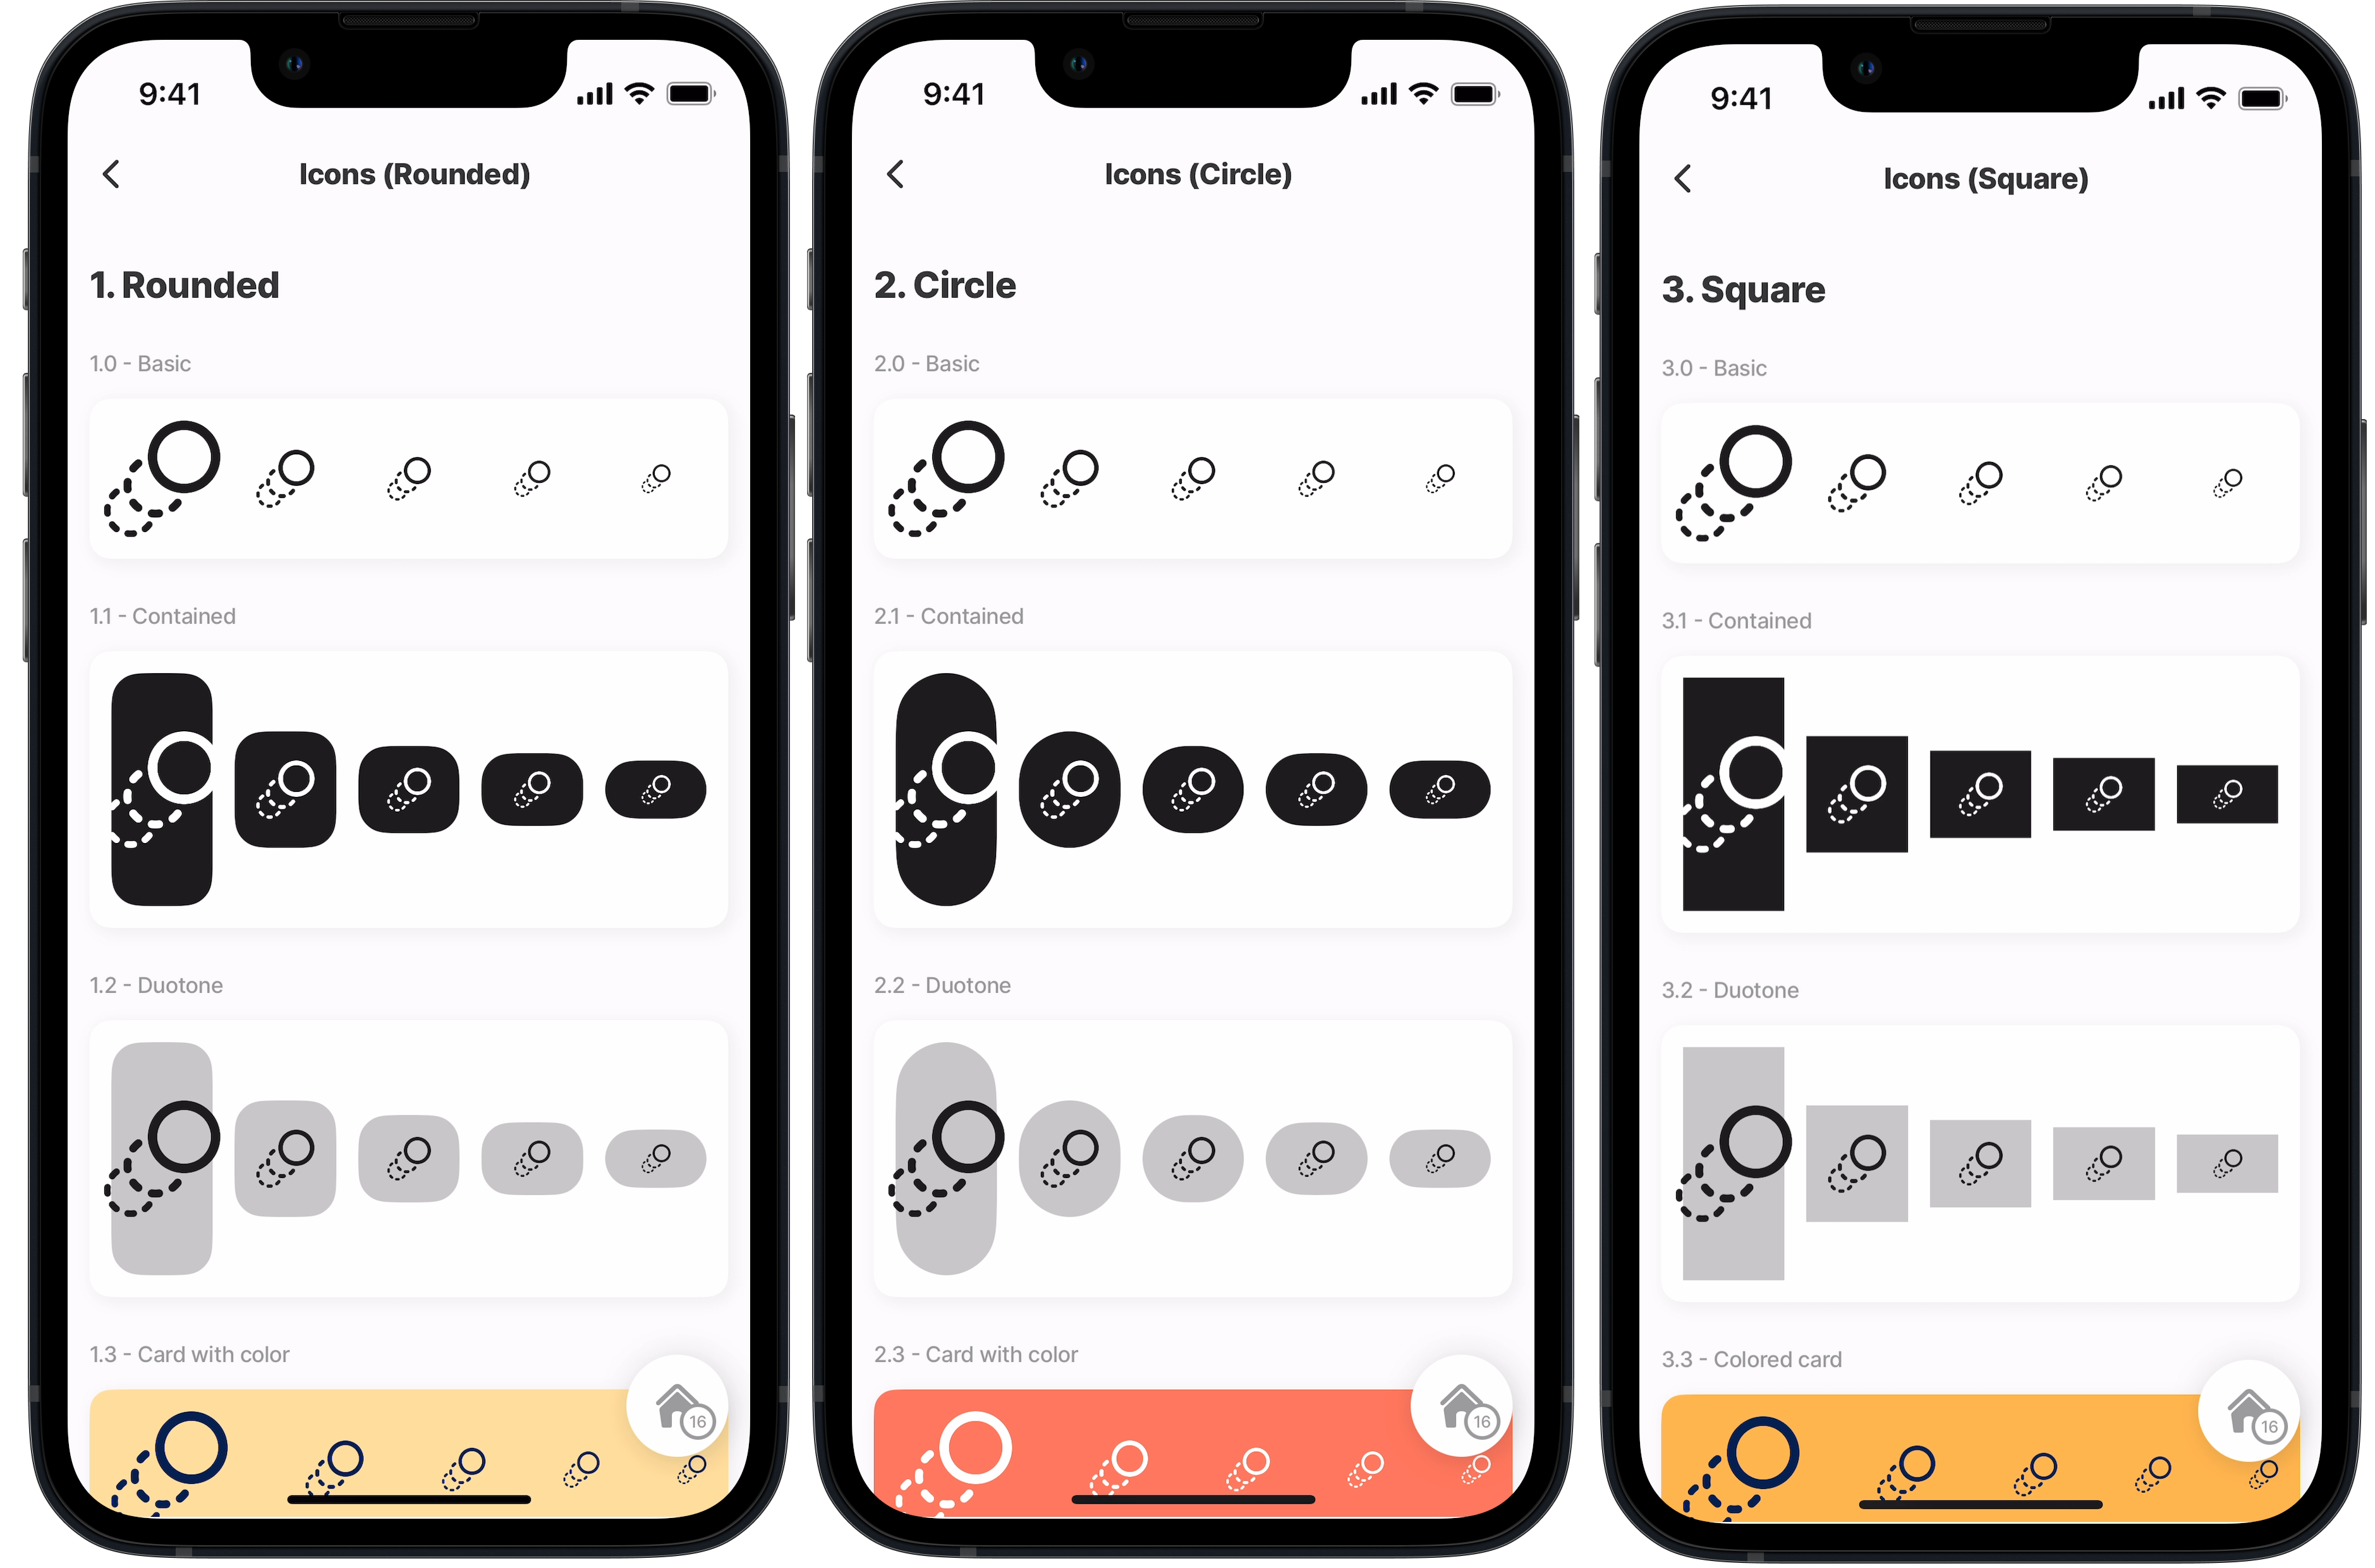 9:41
Icons (Rounded)
1. Rounded
1.0 - Basic
1.1 - Contained
1.2 - Duotone
1.3 - Card with color
16
9:41
Icons (Circle)
2. Circle
2.0 - Basic
2.1 - Contained
2.2 - Duotone
2.3 - Card with color
16
9:41
Icons (Square)
3. Square
3.0 - Basic
3.1 - Contained
3.2 - Duotone
3.3 - Colored card
16